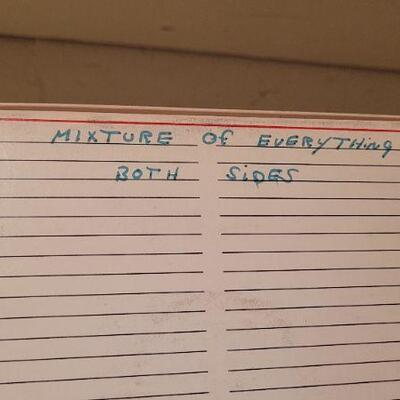 MIXTURE Of EVERYTHing
BOTH SiDES